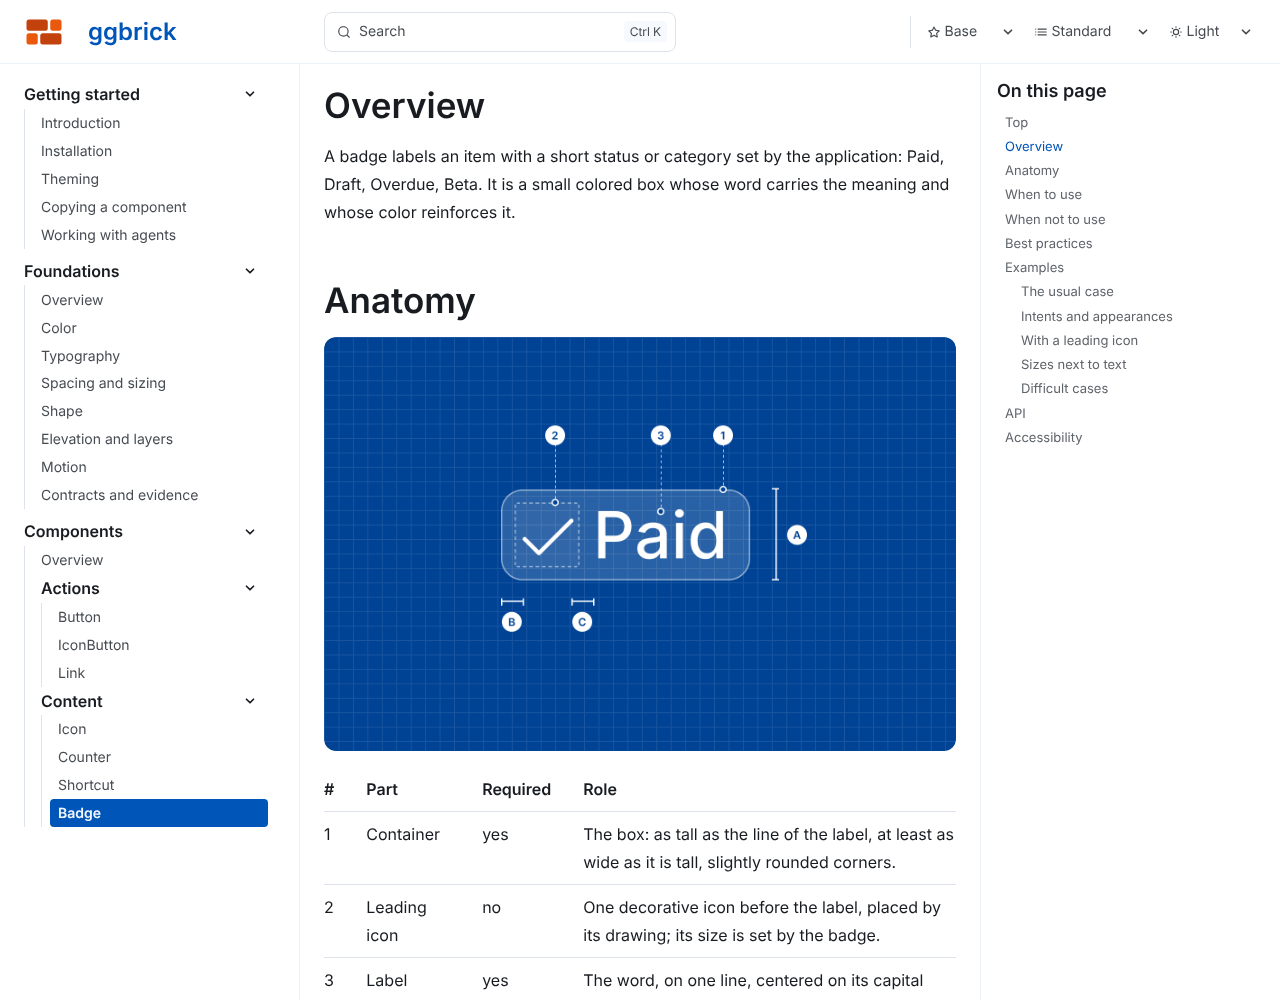 ggbrick
Search
Ctrl K
Base
Standard
Light
Getting started
Introduction
Installation
Theming
Copying a component
Working with agents
Foundations
Overview
Color
Typography
Spacing and sizing
Shape
Elevation and layers
Motion
Contracts and evidence
Components
Overview
Actions
Button
IconButton
Link
Content
Icon
Counter
Shortcut
Badge
Overview
A badge labels an item with a short status or category set by the application: Paid,
Draft, Overdue, Beta. It is a small colored box whose word carries the meaning and
whose color reinforces it.
Anatomy
2 3 1
Paid
A
B C
# Part Required Role
1 Container yes The box: as tall as the line of the label, at least as
wide as it is tall, slightly rounded corners.
2 Leading no One decorative icon before the label, placed by
icon its drawing; its size is set by the badge.
3 Label yes The word, on one line, centered on its capital
On this page
Top
Overview
Anatomy
When to use
When not to use
Best practices
Examples
The usual case
Intents and appearances
With a leading icon
Sizes next to text
Difficult cases
API
Accessibility